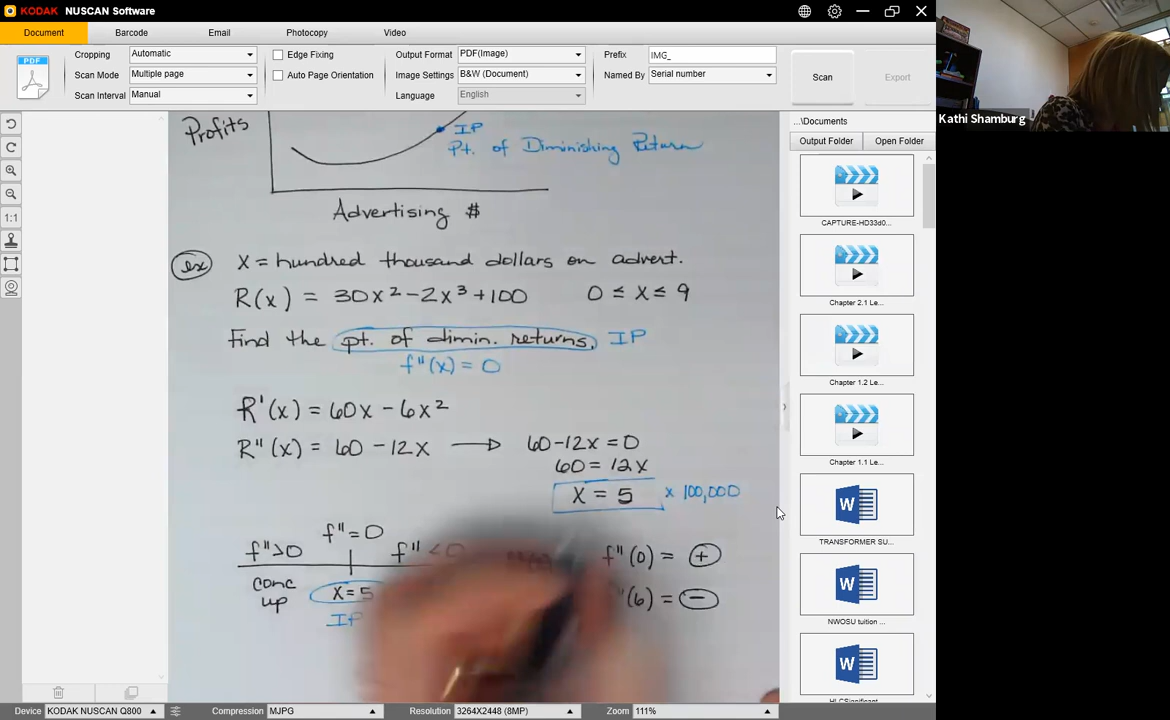 KODAK NUSCAN Software
Document Barcode Email Photocopy Video
Cropping Automatic
Scan Mode Multiple page
Scan Interval Manual
Edge Fixing
Auto Page Orientation
Output Format PDF(Image)
Image Settings B&W (Document)
Language English
Prefix IMG_
Named By Serial number
Scan Export
PDF
1:1
Profits
IP
Pt. of Diminishing Return
Advertising $
ex X = hundred thousand dollars on advert.
R(x) = 30x² - 2x³ + 100 0 ≤ x ≤ 9
Find the pt. of dimin. returns. IP
f"(x) = 0
R'(x) = 60x - 6x²
R"(x) = 60 - 12x → 60-12x = 0
60 = 12x
x = 5 x 100,000
f">0 f"=0 f"<0
f"(0) = +
conc up
x=5
IP
(6) = -
...\Documents
Output Folder Open Folder
CAPTURE-HD33d0...
Chapter 2.1 Le...
Chapter 1.2 Le...
Chapter 1.1 Le...
TRANSFORMER SU...
NWOSU tuition ...
Kathi Shamburg
Device KODAK NUSCAN Q800 Compression MJPG Resolution 3264X2448 (8MP) Zoom 111%